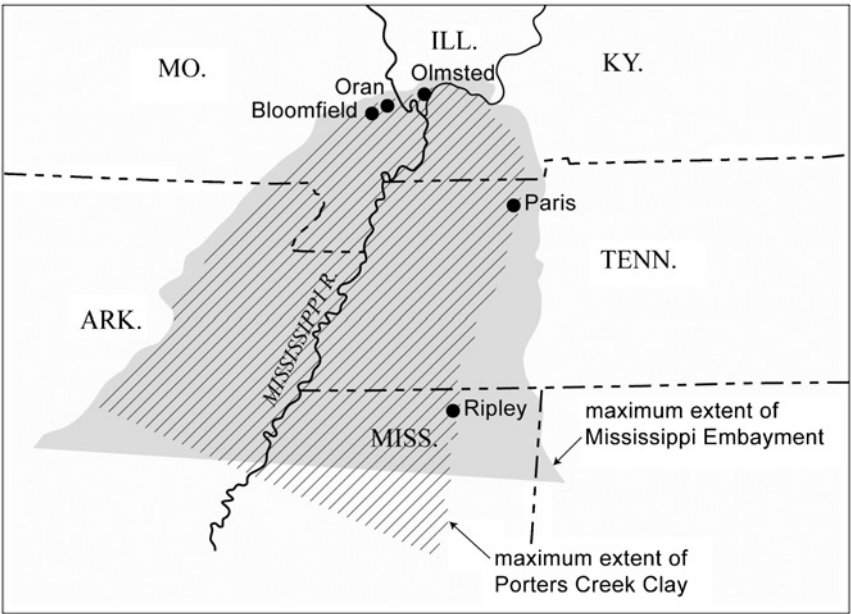 ILL.
MO.
KY.
Oran
Olmsted
Bloomfield
Paris
TENN.
ARK.
MISSISSIPPI R.
Ripley
MISS.
maximum extent of
Mississippi Embayment
maximum extent of
Porters Creek Clay